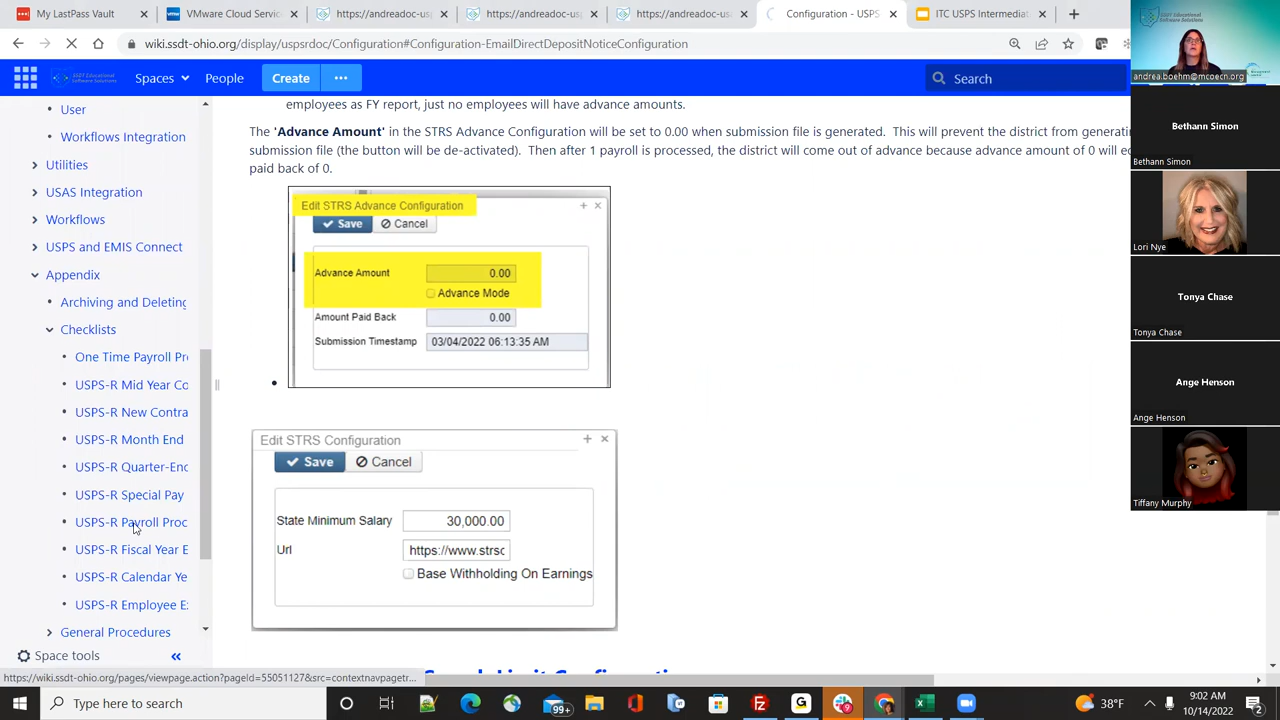 My LastPass Vault
VMware Cloud Servic
https://andreadoc-usps
https://andreadoc-usps
https://andreadoc-usp
Configuration - USPS
ITC USPS Intermediat
wiki.ssdt-ohio.org/display/uspsrdoc/Configuration#Configuration-EmailDirectDepositNoticeConfiguration
Spaces
People
Create
Search
employees as FY report, just no employees will have advance amounts.
The 'Advance Amount' in the STRS Advance Configuration will be set to 0.00 when submission file is generated. This will prevent the district from generatin
submission file (the button will be de-activated). Then after 1 payroll is processed, the district will come out of advance because advance amount of 0 will eq
paid back of 0.
Edit STRS Advance Configuration
Save
Cancel
Advance Amount
0.00
Advance Mode
Amount Paid Back
0.00
Submission Timestamp
03/04/2022 06:13:35 AM
Edit STRS Configuration
Save
Cancel
State Minimum Salary
30,000.00
Url
https://www.strsc
Base Withholding On Earnings
User
Workflows Integration
Utilities
USAS Integration
Workflows
USPS and EMIS Connect
Appendix
Archiving and Deleting
Checklists
One Time Payroll Pro
USPS-R Mid Year Co
USPS-R New Contra
USPS-R Month End
USPS-R Quarter-End
USPS-R Special Pay
USPS-R Payroll Proc
USPS-R Fiscal Year E
USPS-R Calendar Ye
USPS-R Employee Ex
General Procedures
Space tools
https://wiki.ssdt-ohio.org/pages/viewpage.action?pageId=55051127&src=contextnavpagetr...
andrea.boehm@mcoecn.org
Bethann Simon
Bethann Simon
Lori Nye
Tonya Chase
Tonya Chase
Ange Henson
Ange Henson
Tiffany Murphy
Type here to search
99+
38°F
9:02 AM
10/14/2022
2